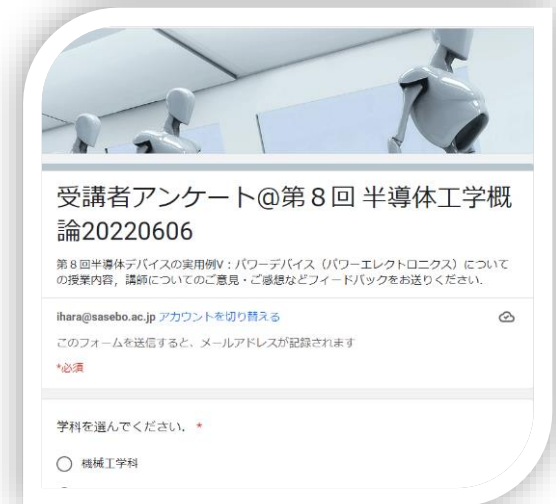 受講者アンケート@第８回 半導体工学概
論20220606
第８回半導体デバイスの実用例Ⅴ：パワーデバイス（パワーエレクトロニクス）について
の授業内容，講師についてのご意見・ご感想などフィードバックをお送りください．
ihara@sasebo.ac.jp アカウントを切り替える
このフォームを送信すると、メールアドレスが記録されます
*必須
学科を選んでください． *
機械工学科